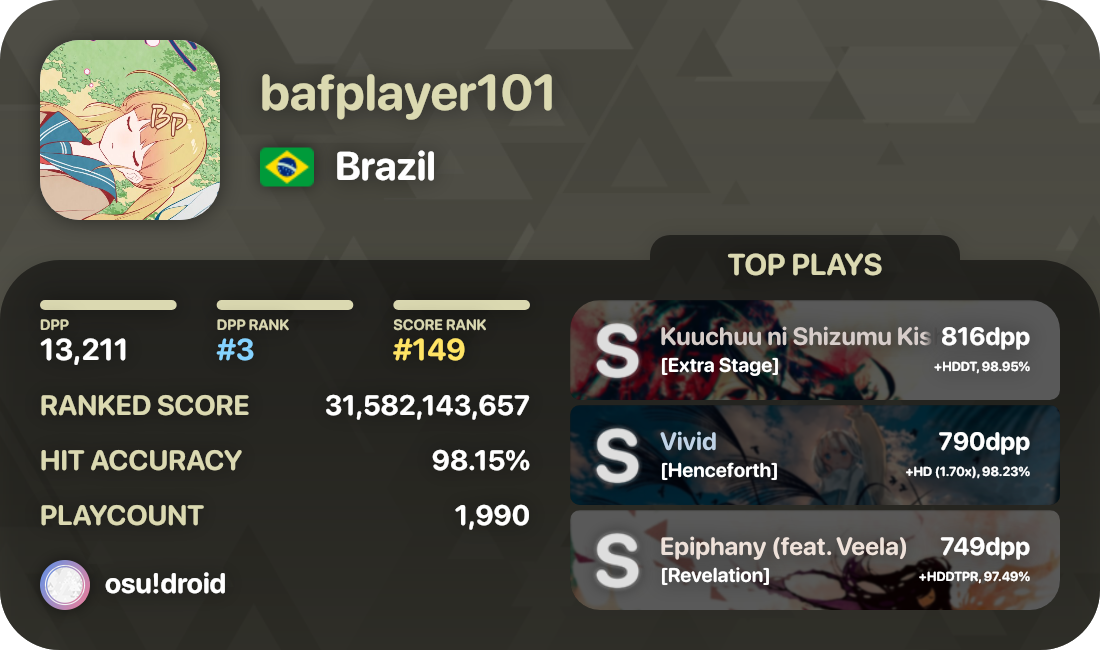 BP
bafplayer101
Brazil
DPP
13,211
DPP RANK
#3
SCORE RANK
#149
RANKED SCORE 31,582,143,657
HIT ACCURACY 98.15%
PLAYCOUNT 1,990
osu!droid
TOP PLAYS
S
Kuuchuu ni Shizumu Kis 816dpp
[Extra Stage] +HDDT, 98.95%
S
Vivid 790dpp
[Henceforth] +HD (1.70x), 98.23%
S
Epiphany (feat. Veela) 749dpp
[Revelation] +HDDTPR, 97.49%